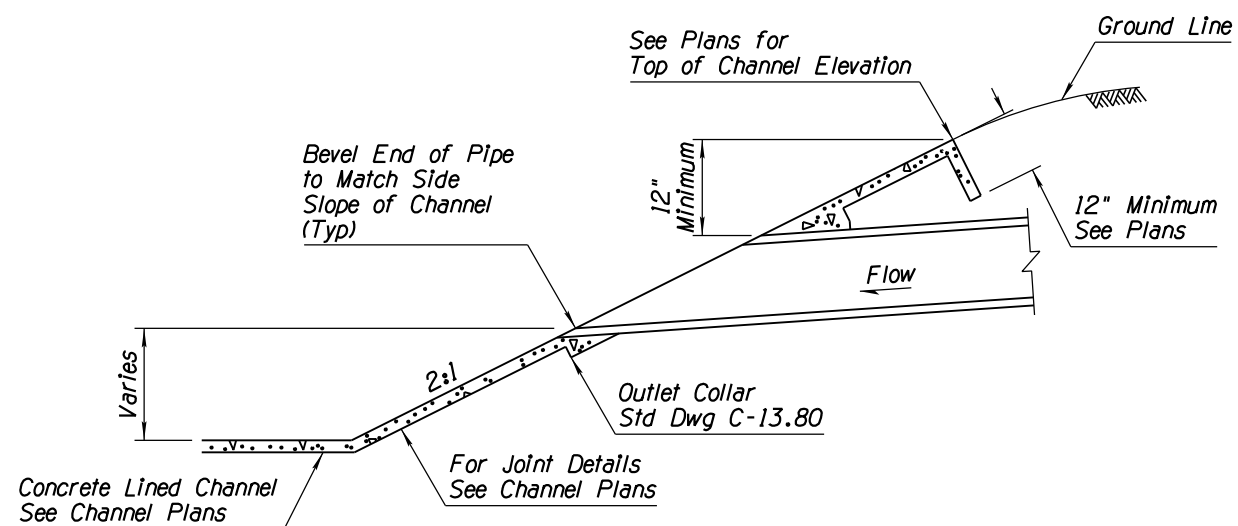 Ground Line
See Plans for
Top of Channel Elevation
Bevel End of Pipe
to Match Side
Slope of Channel
(Typ)
12"
Minimum
12" Minimum
See Plans
Flow
Varies
2:1
Outlet Collar
Std Dwg C-13.80
For Joint Details
See Channel Plans
Concrete Lined Channel
See Channel Plans